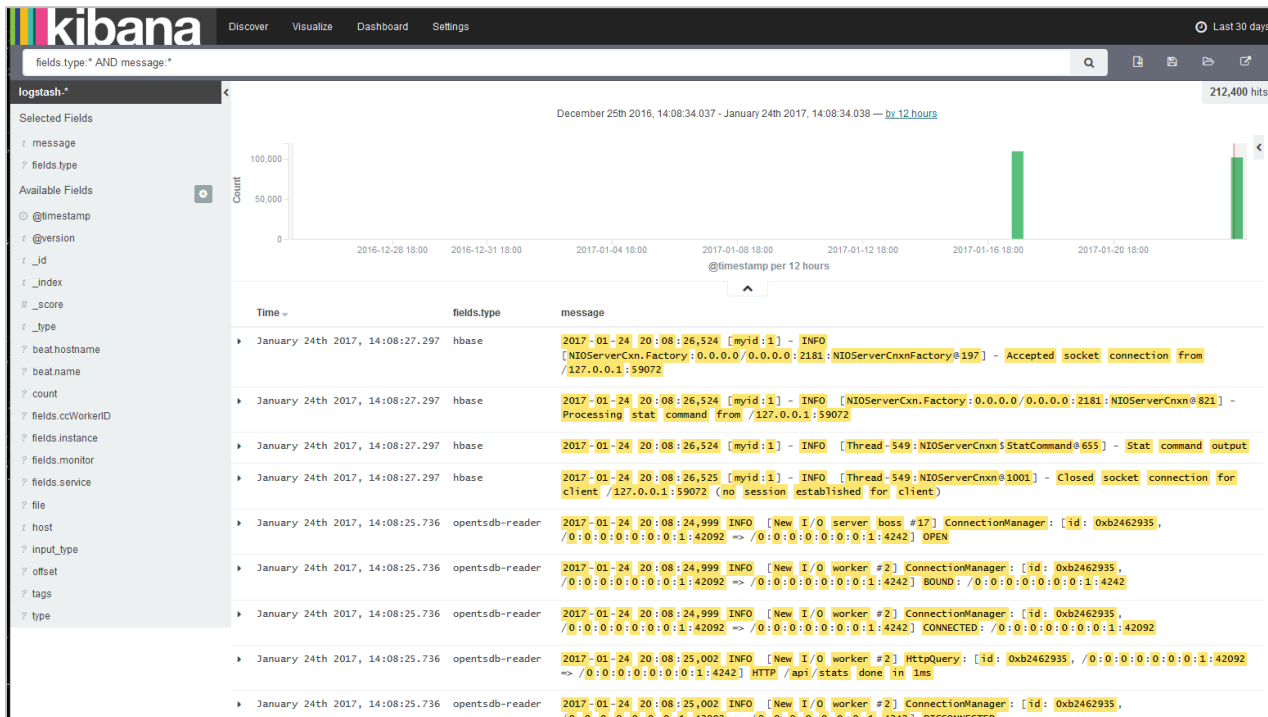 kibana
Discover Visualize Dashboard Settings
Last 30 days
fields.type:* AND message:*
logstash-*
212,400 hits
Selected Fields
t message
? fields.type
Available Fields
@timestamp
t @version
t _id
t _index
# _score
t _type
? beat.hostname
? beat.name
? count
? fields.ccWorkerID
? fields.instance
? fields.monitor
? fields.service
? file
t host
? input_type
? offset
? tags
? type
December 25th 2016, 14:08:34.037 - January 24th 2017, 14:08:34.038 — by 12 hours
Count
100,000
50,000
0
2016-12-28 18:00 2016-12-31 18:00 2017-01-04 18:00 2017-01-08 18:00 2017-01-12 18:00 2017-01-16 18:00 2017-01-20 18:00
@timestamp per 12 hours
Time fields.type message
January 24th 2017, 14:08:27.297 hbase 2017-01-24 20:08:26,524 [myid:1] - INFO
[NIOServerCxn.Factory:0.0.0.0/0.0.0.0:2181:NIOServerCnxnFactory@197] - Accepted socket connection from
/127.0.0.1:59072
January 24th 2017, 14:08:27.297 hbase 2017-01-24 20:08:26,524 [myid:1] - INFO [NIOServerCxn.Factory:0.0.0.0/0.0.0.0:2181:NIOServerCnxn@821] -
Processing stat command from /127.0.0.1:59072
January 24th 2017, 14:08:27.297 hbase 2017-01-24 20:08:26,524 [myid:1] - INFO [Thread-549:NIOServerCnxn$StatCommand@655] - Stat command output
January 24th 2017, 14:08:27.297 hbase 2017-01-24 20:08:26,525 [myid:1] - INFO [Thread-549:NIOServerCnxn@1001] - Closed socket connection for
client /127.0.0.1:59072 (no session established for client)
January 24th 2017, 14:08:25.736 opentsdb-reader 2017-01-24 20:08:24,999 INFO [New I/O server boss #17] ConnectionManager: [id: 0xb2462935,
/0:0:0:0:0:0:0:1:42092 => /0:0:0:0:0:0:0:1:4242] OPEN
January 24th 2017, 14:08:25.736 opentsdb-reader 2017-01-24 20:08:24,999 INFO [New I/O worker #2] ConnectionManager: [id: 0xb2462935,
/0:0:0:0:0:0:0:1:42092 => /0:0:0:0:0:0:0:1:4242] BOUND: /0:0:0:0:0:0:0:1:4242
January 24th 2017, 14:08:25.736 opentsdb-reader 2017-01-24 20:08:24,999 INFO [New I/O worker #2] ConnectionManager: [id: 0xb2462935,
/0:0:0:0:0:0:0:1:42092 => /0:0:0:0:0:0:0:1:4242] CONNECTED: /0:0:0:0:0:0:0:1:42092
January 24th 2017, 14:08:25.736 opentsdb-reader 2017-01-24 20:08:25,002 INFO [New I/O worker #2] HttpQuery: [id: 0xb2462935, /0:0:0:0:0:0:0:1:42092
=> /0:0:0:0:0:0:0:1:4242] HTTP /api/stats done in 1ms
January 24th 2017, 14:08:25.736 opentsdb-reader 2017-01-24 20:08:25,002 INFO [New I/O worker #2] ConnectionManager: [id: 0xb2462935,